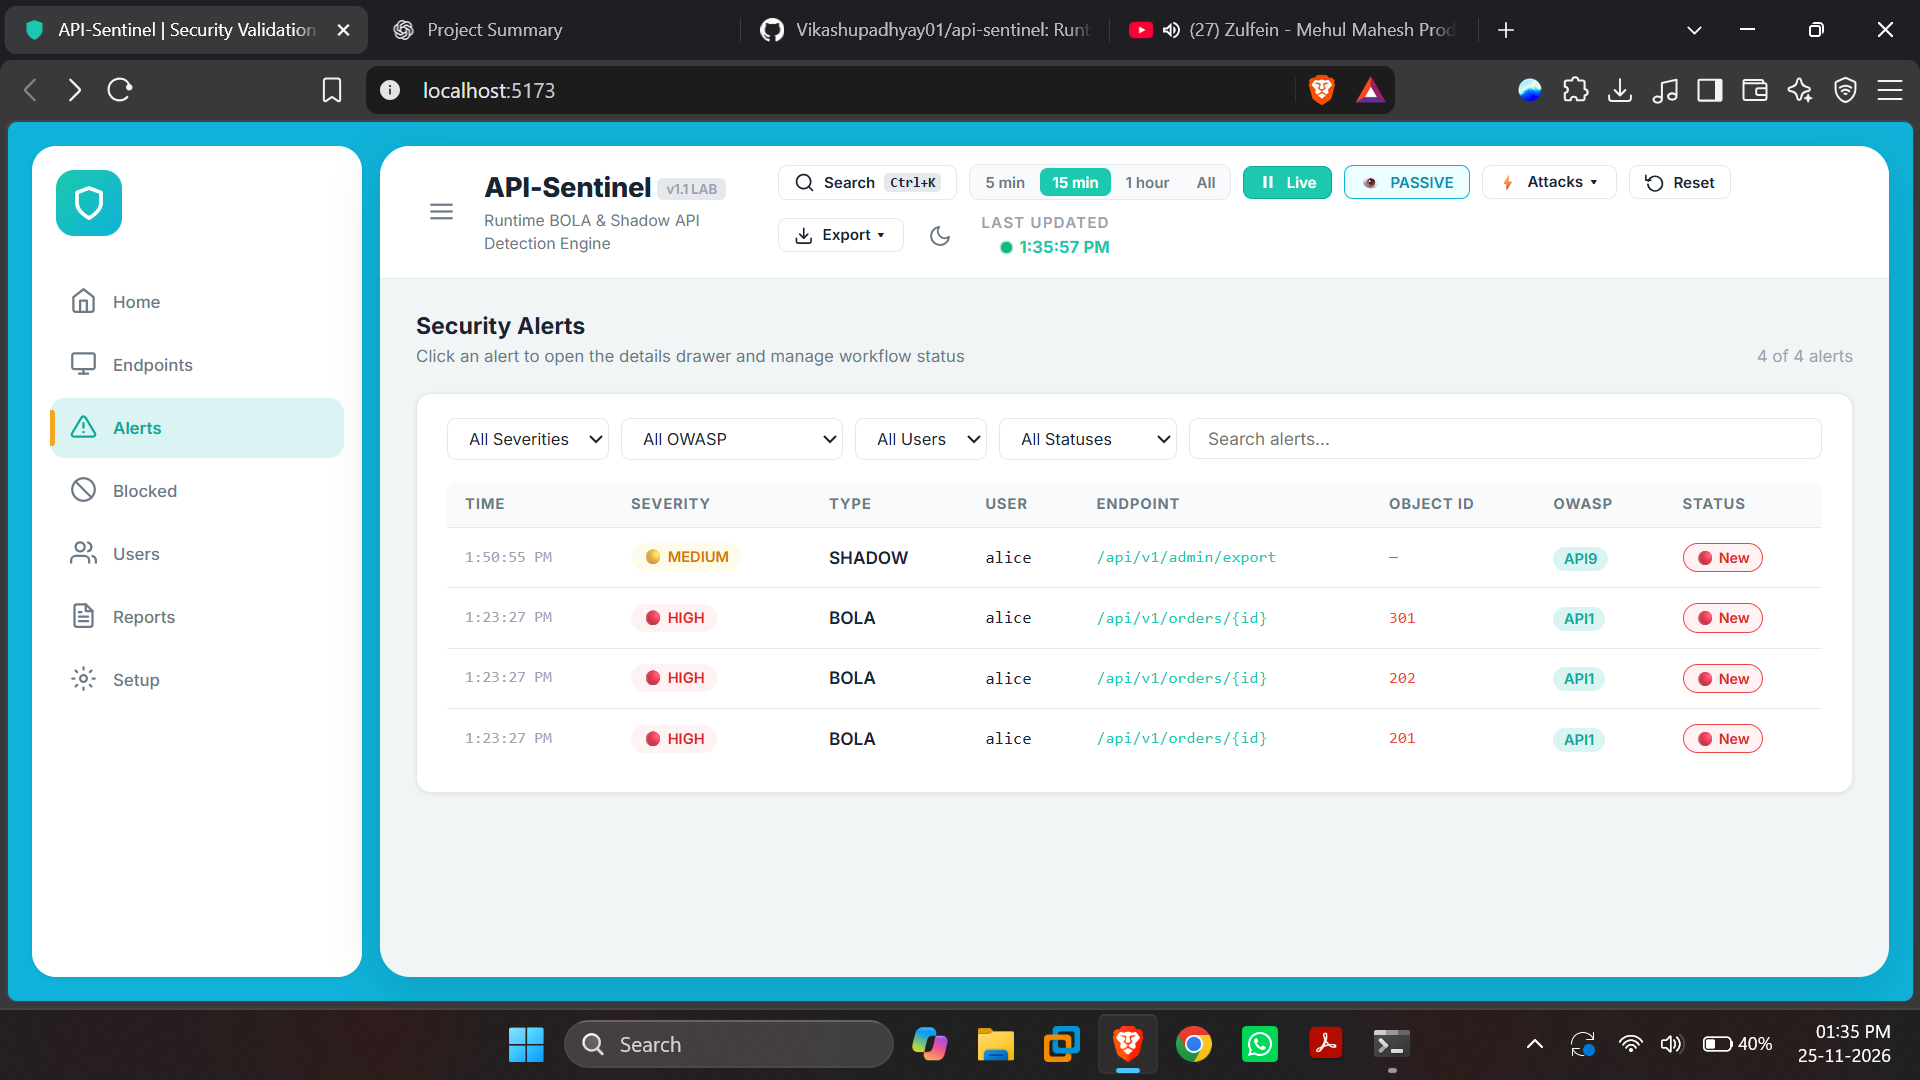 API-Sentinel | Security Validation
Project Summary
Vikashupadhyay01/api-sentinel: Runt
(27) Zulfein - Mehul Mahesh Prod
localhost:5173
API-Sentinel v1.1 LAB
Runtime BOLA & Shadow API
Detection Engine
Search Ctrl+K
5 min 15 min 1 hour All
Live
PASSIVE
Attacks
Reset
Export
LAST UPDATED
1:35:57 PM
Home
Endpoints
Alerts
Blocked
Users
Reports
Setup
Security Alerts
Click an alert to open the details drawer and manage workflow status
4 of 4 alerts
All Severities All OWASP All Users All Statuses Search alerts...
TIME SEVERITY TYPE USER ENDPOINT OBJECT ID OWASP STATUS
1:50:55 PM MEDIUM SHADOW alice /api/v1/admin/export — API9 New
1:23:27 PM HIGH BOLA alice /api/v1/orders/{id} 301 API1 New
1:23:27 PM HIGH BOLA alice /api/v1/orders/{id} 202 API1 New
1:23:27 PM HIGH BOLA alice /api/v1/orders/{id} 201 API1 New
Search
40%
01:35 PM
25-11-2026